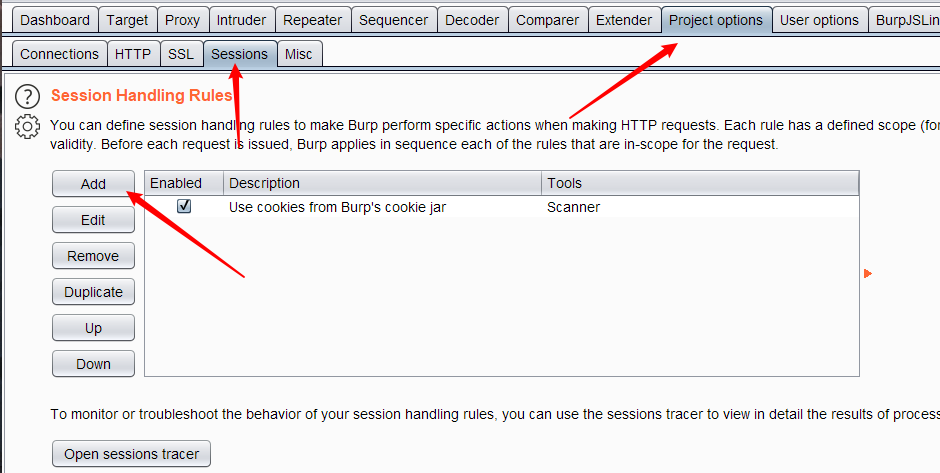 Dashboard Target Proxy Intruder Repeater Sequencer Decoder Comparer Extender Project options User options BurpJSLin
Connections HTTP SSL Sessions Misc
Session Handling Rules
You can define session handling rules to make Burp perform specific actions when making HTTP requests. Each rule has a defined scope (for
validity. Before each request is issued, Burp applies in sequence each of the rules that are in-scope for the request.
Add
Enabled Description Tools
Use cookies from Burp's cookie jar Scanner
Edit
Remove
Duplicate
Up
Down
To monitor or troubleshoot the behavior of your session handling rules, you can use the sessions tracer to view in detail the results of process
Open sessions tracer